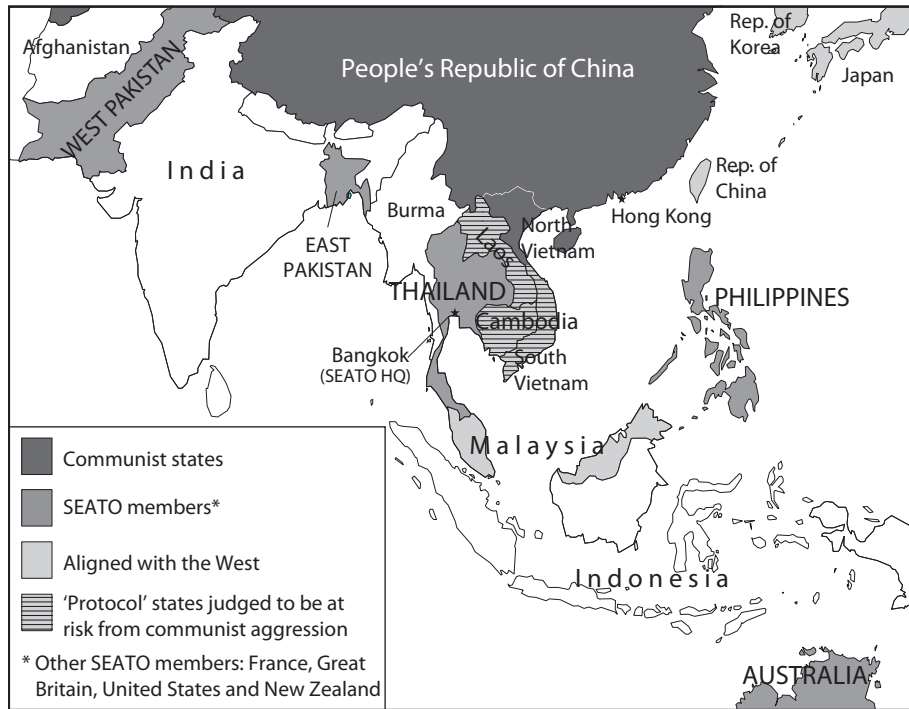 Afghanistan
WEST PAKISTAN
People's Republic of China
Rep. of
Korea
Japan
India
Rep. of
China
Burma
Hong Kong
EAST
PAKISTAN
North
Vietnam
Laos
THAILAND
PHILIPPINES
Cambodia
Bangkok
(SEATO HQ)
South
Vietnam
Malaysia
Indonesia
AUSTRALIA
Communist states
SEATO members*
Aligned with the West
'Protocol' states judged to be at
risk from communist aggression
* Other SEATO members: France, Great
Britain, United States and New Zealand